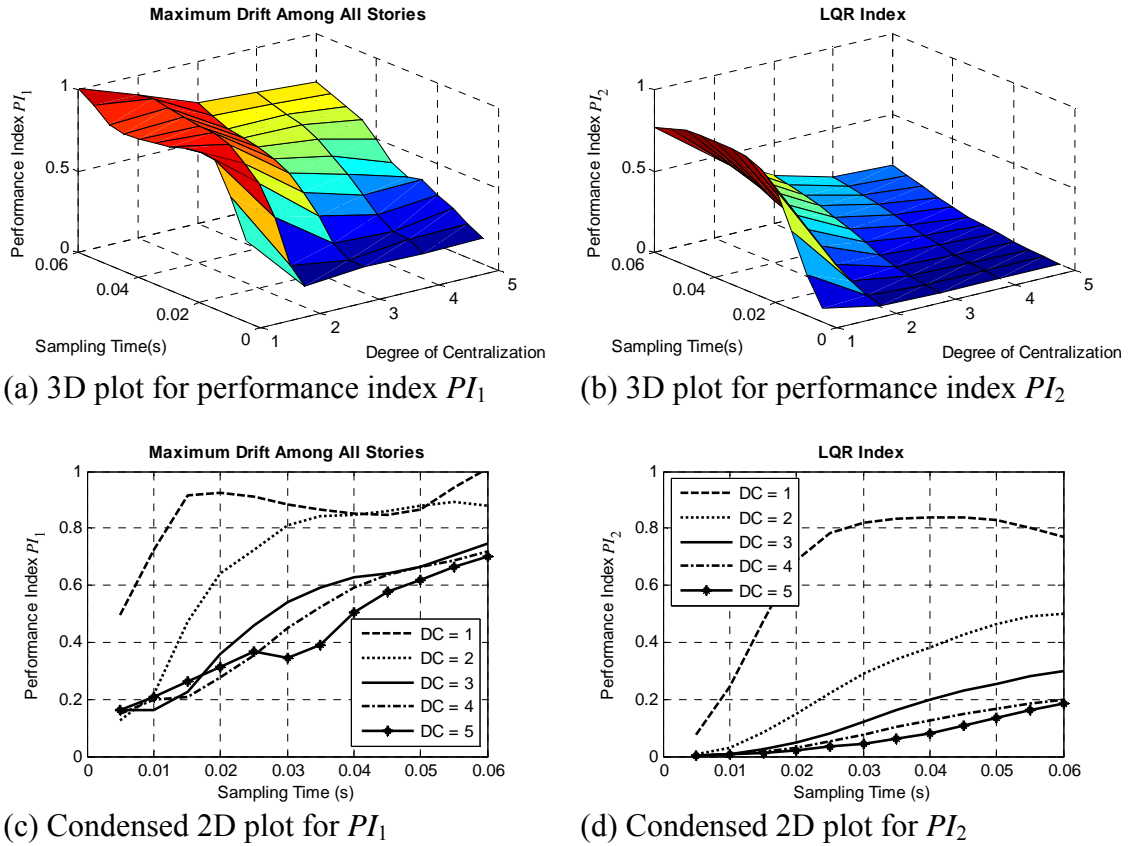 Maximum Drift Among All Stories
1
0.5
0
Performance Index PI1
0.06
0.04
0.02
0
Sampling Time(s)
1
2
3
4
5
Degree of Centralization
(a) 3D plot for performance index PI1
LQR Index
1
0.5
0
Performance Index PI2
0.06
0.04
0.02
0
Sampling Time(s)
1
2
3
4
5
Degree of Centralization
(b) 3D plot for performance index PI2
Maximum Drift Among All Stories
1
0.8
0.6
0.4
0.2
0
Performance Index PI1
DC = 1
DC = 2
DC = 3
DC = 4
DC = 5
0 0.01 0.02 0.03 0.04 0.05 0.06
Sampling Time (s)
(c) Condensed 2D plot for PI1
LQR Index
1
0.8
0.6
0.4
0.2
0
Performance Index PI2
DC = 1
DC = 2
DC = 3
DC = 4
DC = 5
0 0.01 0.02 0.03 0.04 0.05 0.06
Sampling Time (s)
(d) Condensed 2D plot for PI2